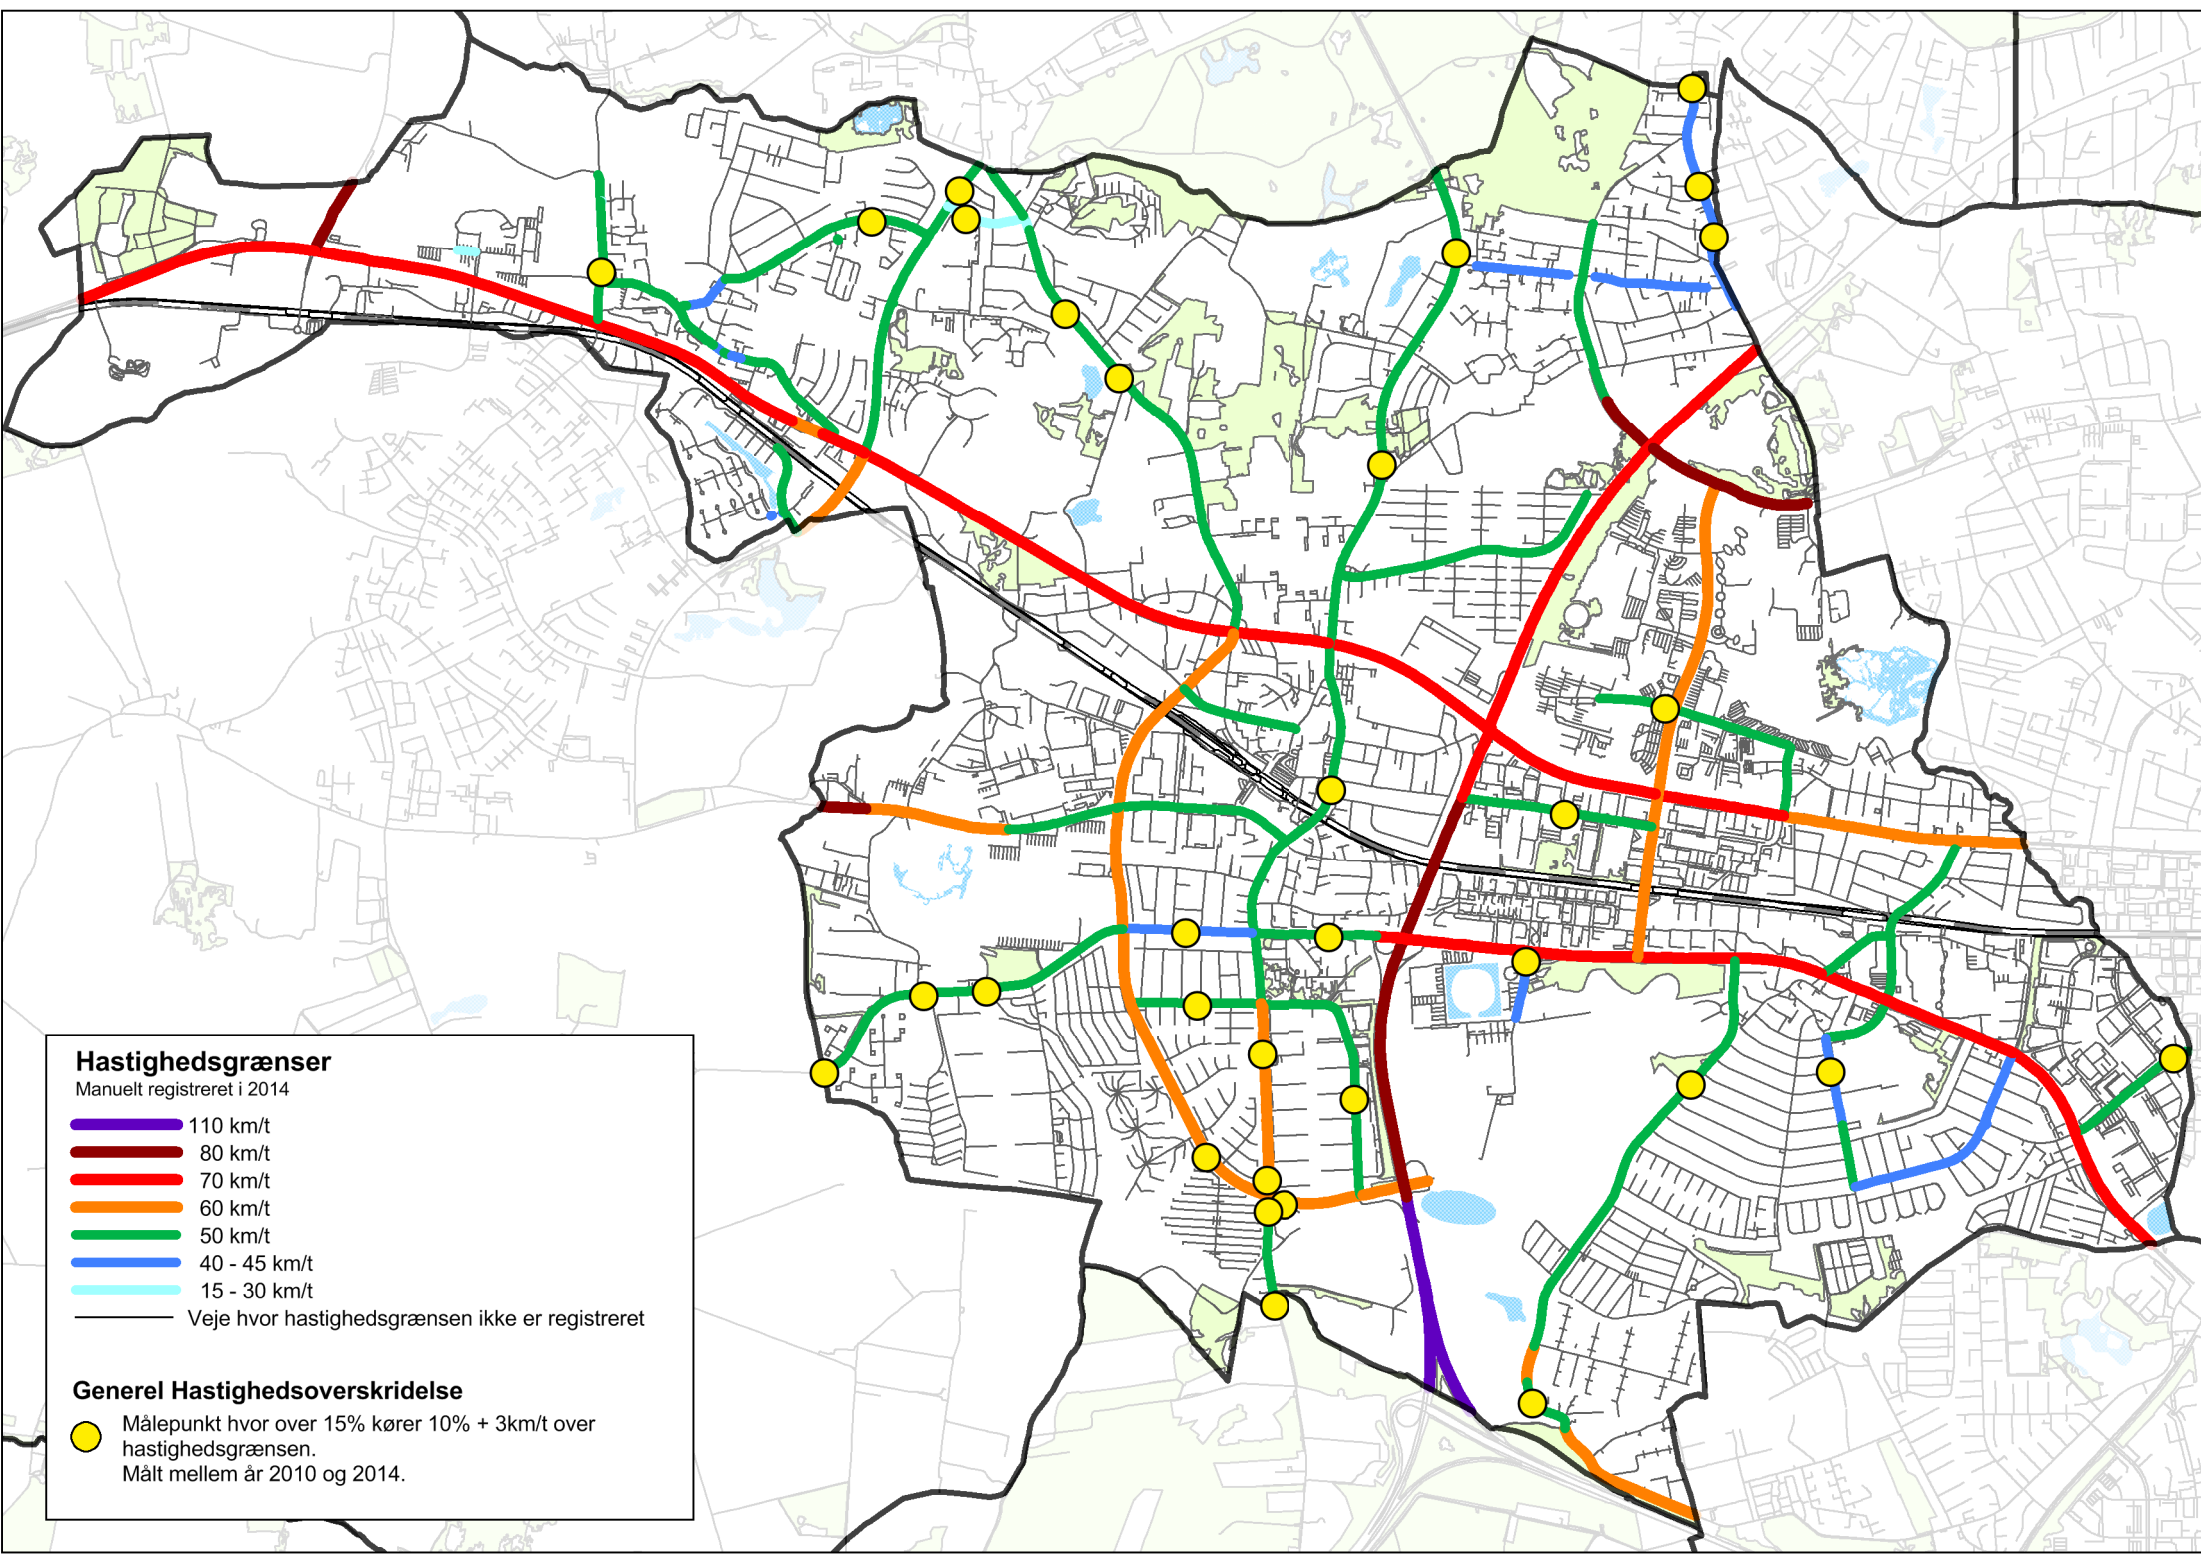 Hastighedsgrænser
Manuelt registreret i 2014
110 km/t
80 km/t
70 km/t
60 km/t
50 km/t
40 - 45 km/t
15 - 30 km/t
Veje hvor hastighedsgrænsen ikke er registreret
Generel Hastighedsoverskridelse
Målepunkt hvor over 15% kører 10% + 3km/t over
hastighedsgrænsen.
Målt mellem år 2010 og 2014.